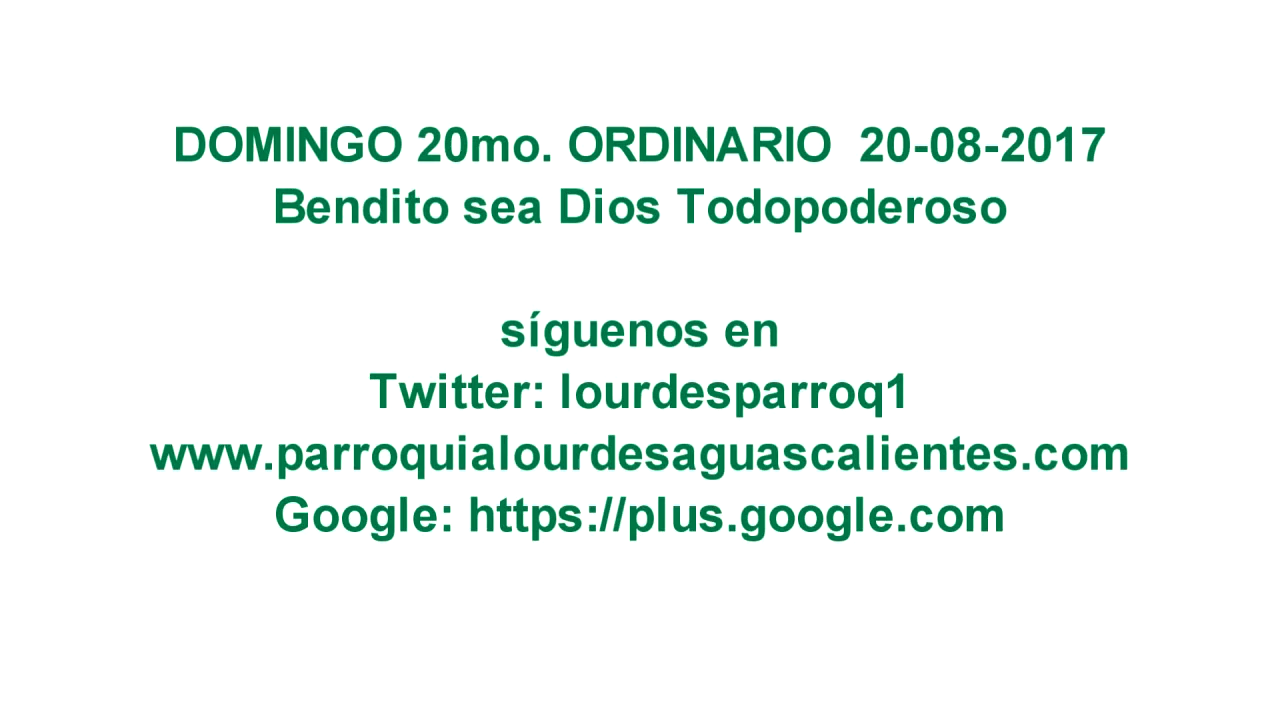 DOMINGO 20mo. ORDINARIO  20-08-2017
Bendito sea Dios Todopoderoso
síguenos en
Twitter: lourdesparroq1
www.parroquialourdesaguascalientes.com
Google: https://plus.google.com